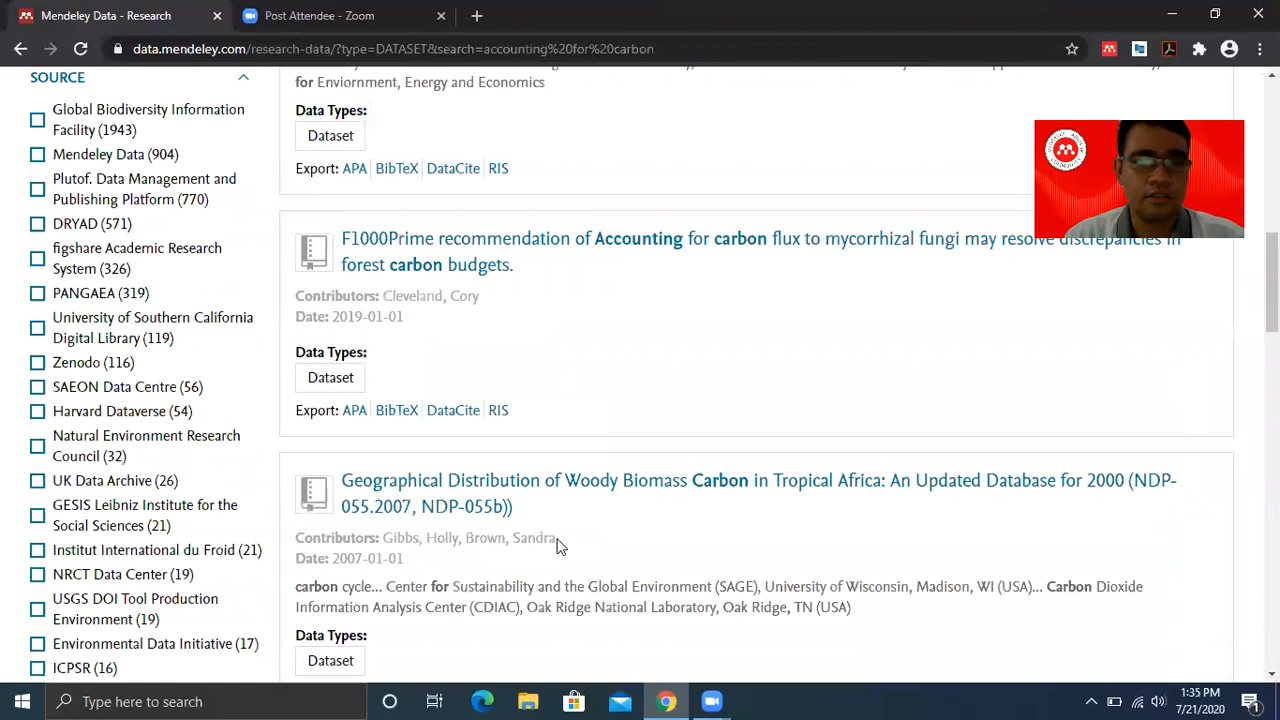 Mendeley Data - Research
Post Attendee - Zoom
data.mendeley.com/research-data/?type=DATASET&search=accounting%20for%20carbon
SOURCE
Global Biodiversity Information
Facility (1943)
Mendeley Data (904)
Plutof. Data Management and
Publishing Platform (770)
DRYAD (571)
figshare Academic Research
System (326)
PANGAEA (319)
University of Southern California
Digital Library (119)
Zenodo (116)
SAEON Data Centre (56)
Harvard Dataverse (54)
Natural Environment Research
Council (32)
UK Data Archive (26)
GESIS Leibniz Institute for the
Social Sciences (21)
Institut International du Froid (21)
NRCT Data Center (19)
USGS DOI Tool Production
Environment (19)
Environmental Data Initiative (17)
ICPSR (16)
for Enviornment, Energy and Economics
Data Types:
Dataset
Export: APA BibTeX DataCite RIS
F1000Prime recommendation of Accounting for carbon flux to mycorrhizal fungi may resolve discrepancies in
forest carbon budgets.
Contributors: Cleveland, Cory
Date: 2019-01-01
Data Types:
Dataset
Export: APA BibTeX DataCite RIS
Geographical Distribution of Woody Biomass Carbon in Tropical Africa: An Updated Database for 2000 (NDP-
055.2007, NDP-055b))
Contributors: Gibbs, Holly, Brown, Sandra
Date: 2007-01-01
carbon cycle... Center for Sustainability and the Global Environment (SAGE), University of Wisconsin, Madison, WI (USA)... Carbon Dioxide
Information Analysis Center (CDIAC), Oak Ridge National Laboratory, Oak Ridge, TN (USA)
Data Types:
Dataset
Type here to search
1:35 PM
7/21/2020
1